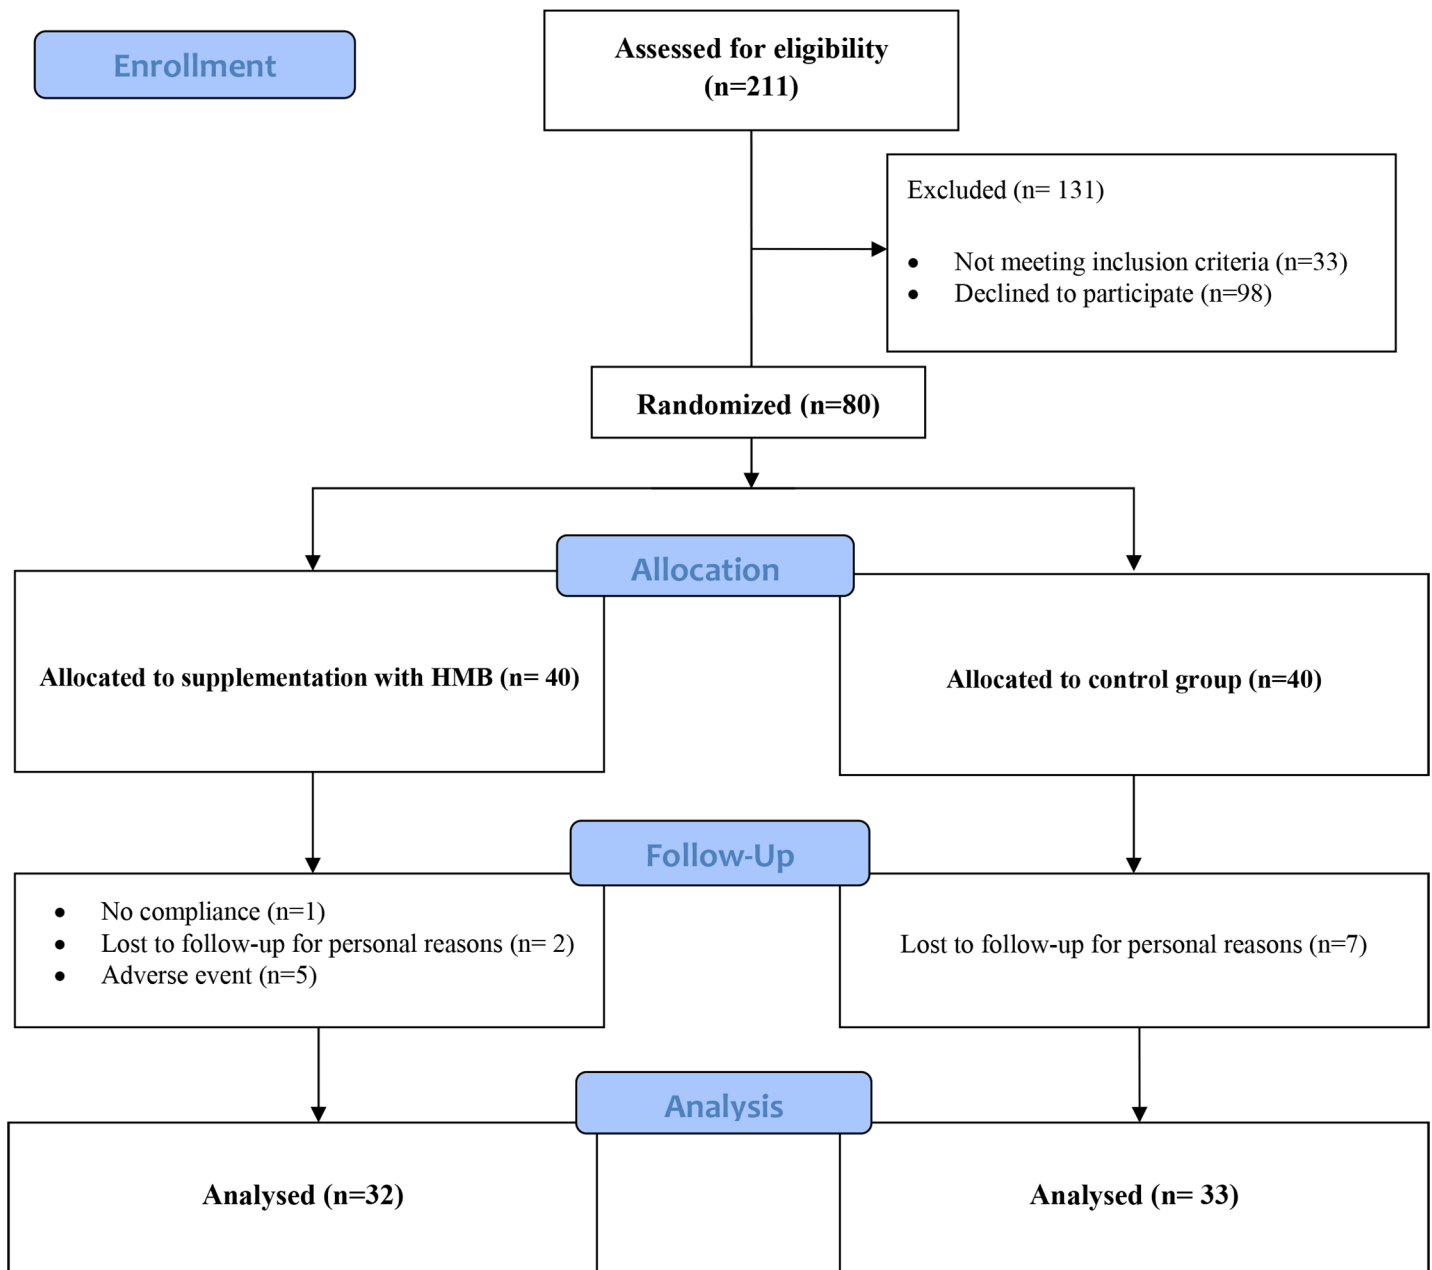 Enrollment
Assessed for eligibility
(n=211)
Excluded (n= 131)
• Not meeting inclusion criteria (n=33)
• Declined to participate (n=98)
Randomized (n=80)
Allocation
Allocated to supplementation with HMB (n= 40)
Allocated to control group (n=40)
Follow-Up
• No compliance (n=1)
• Lost to follow-up for personal reasons (n= 2)
• Adverse event (n=5)
Lost to follow-up for personal reasons (n=7)
Analysis
Analysed (n=32)
Analysed (n= 33)